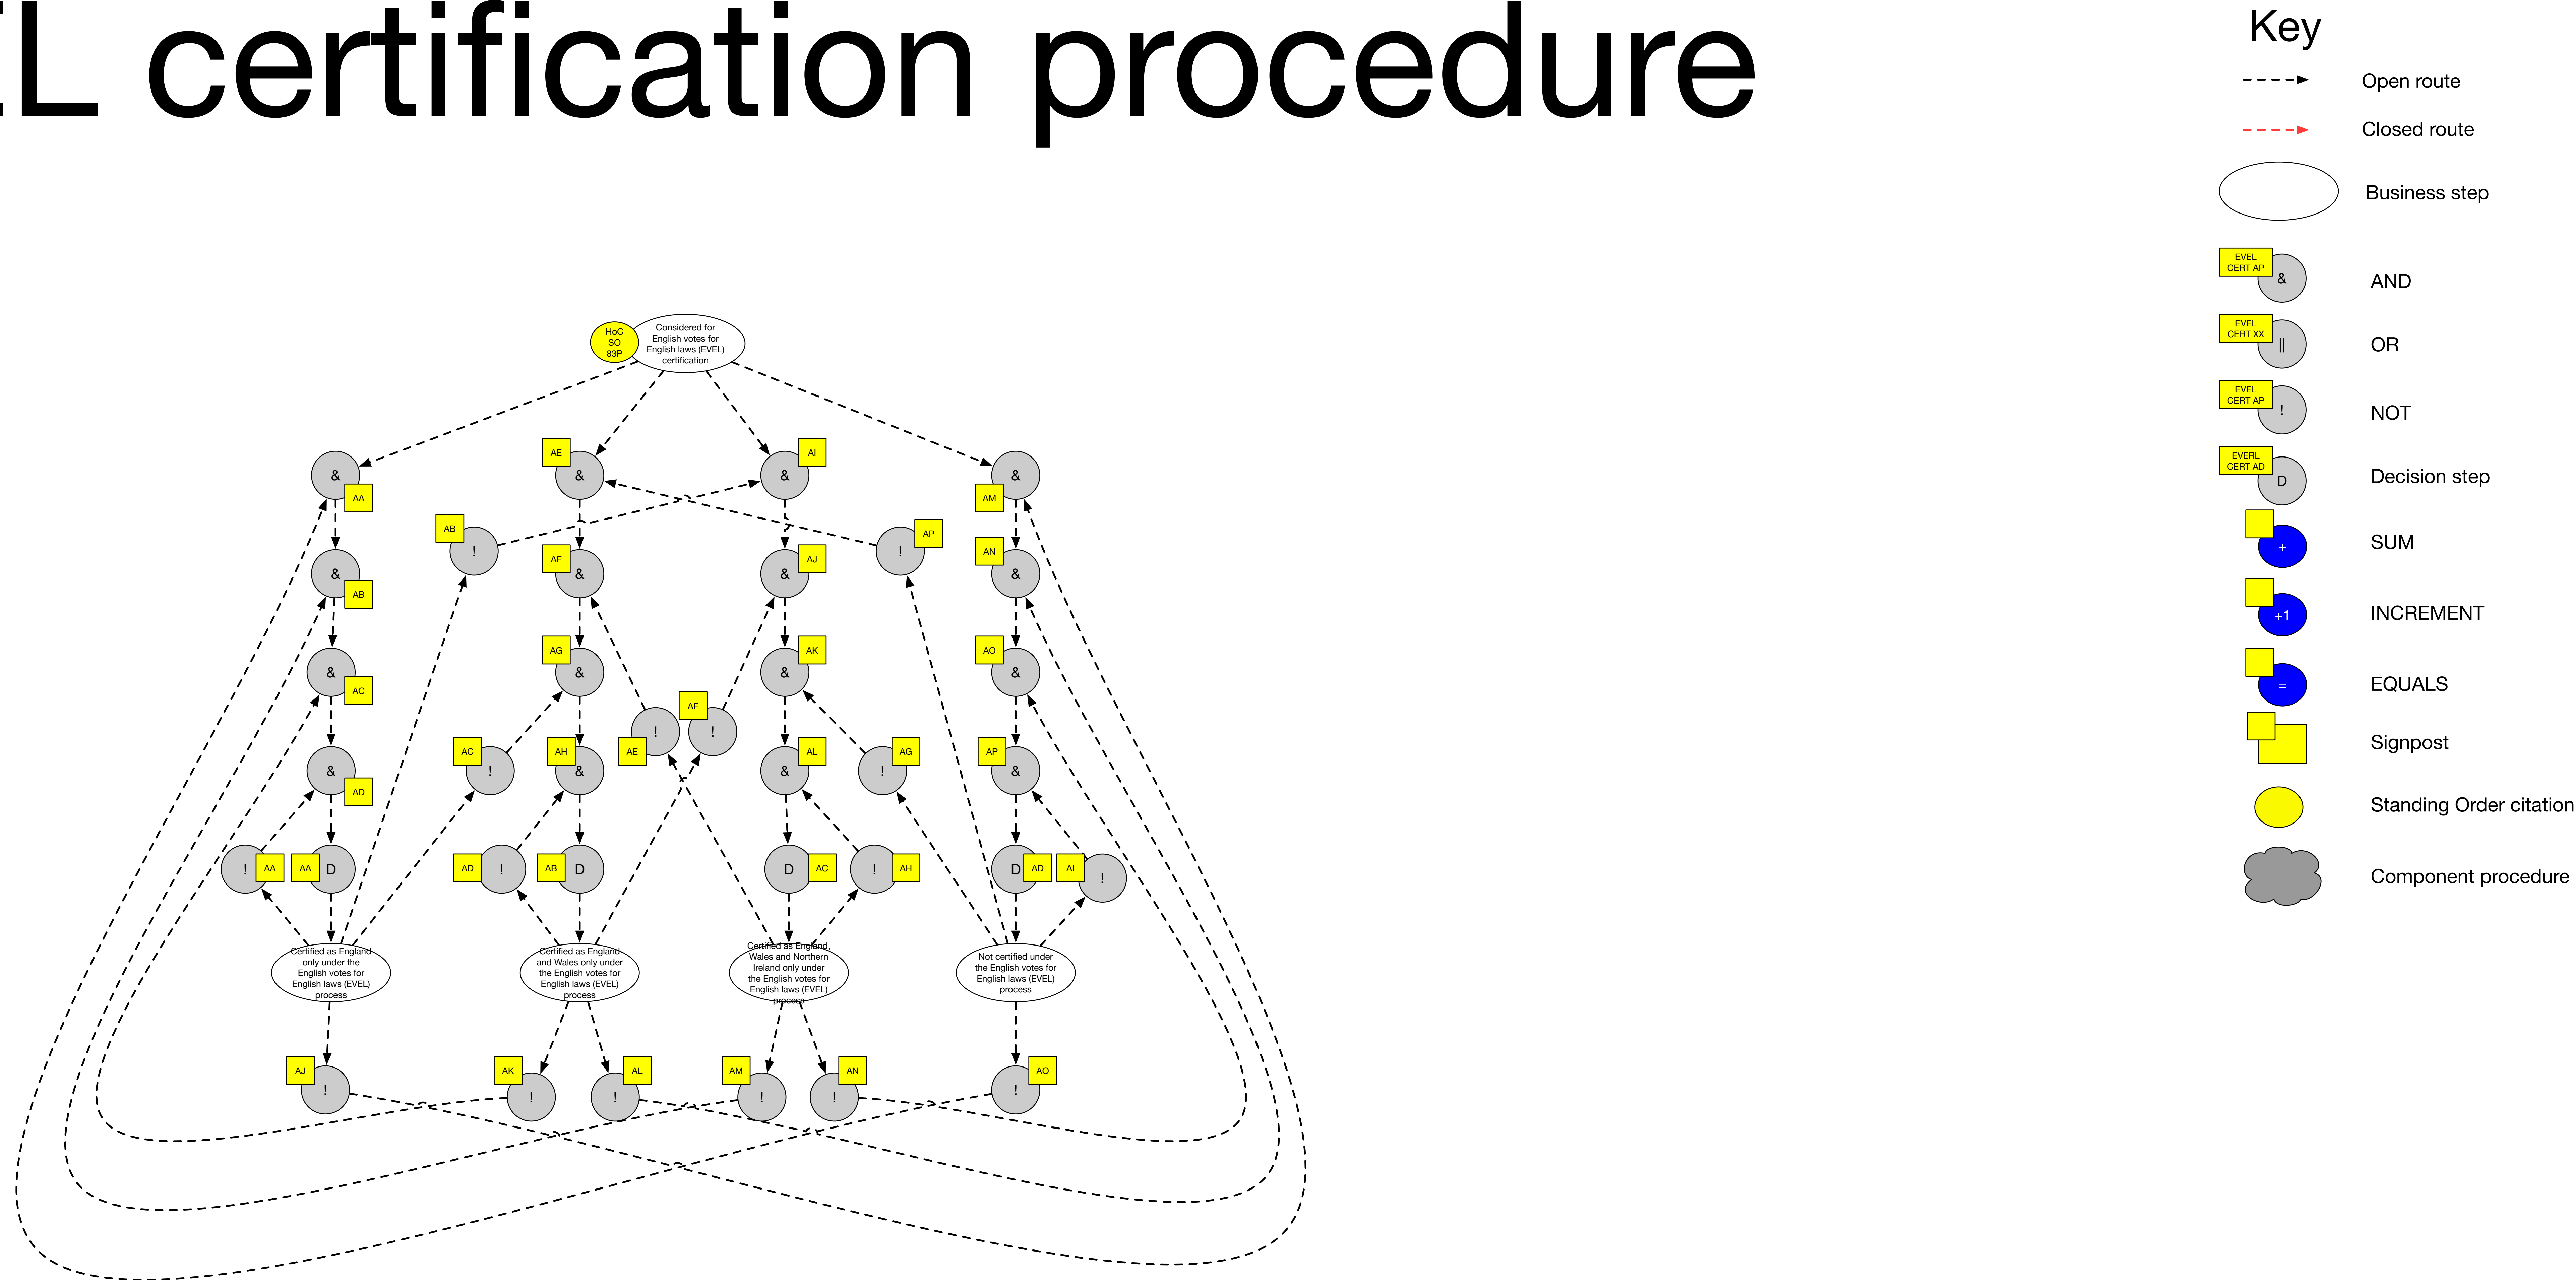 EL certification procedure
Key
Open route
Closed route
Business step
EVEL
CERT AP
&
AND
EVEL
CERT XX
||
OR
EVEL
CERT AP
!
NOT
EVERL
CERT AD
D
Decision step
+
SUM
+1
INCREMENT
=
EQUALS
Signpost
Standing Order citation
Component procedure
HoC
SO
83P
Considered for
English votes for
English laws (EVEL)
certification
&
AA
AE
&
&
AI
&
AM
AB
!
!
AP
&
AB
AF
&
&
AJ
AN
&
&
AC
AG
&
&
AK
AO
&
AE
!
AF
!
&
AD
AC
!
AH
&
&
AL
!
AG
AP
&
!
AA
AA
D
AD
!
AB
D
D
AC
!
AH
D
AD
AI
!
Certified as England
only under the
English votes for
English laws (EVEL)
process
Certified as England
and Wales only under
the English votes for
English laws (EVEL)
process
Certified as England,
Wales and Northern
Ireland only under
the English votes for
English laws (EVEL)
process
Not certified under
the English votes for
English laws (EVEL)
process
AJ
!
AK
!
AL
!
AM
!
AN
!
AO
!